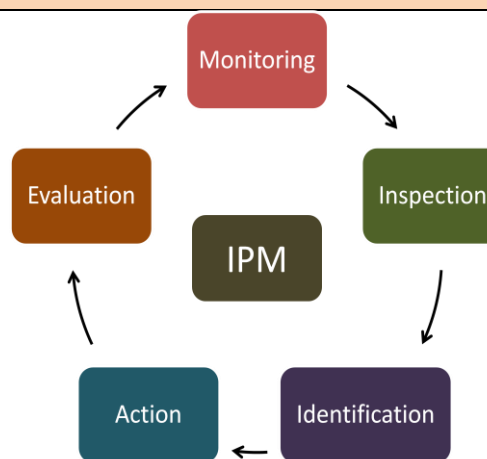 Monitoring
Inspection
Identification
Action
Evaluation
IPM